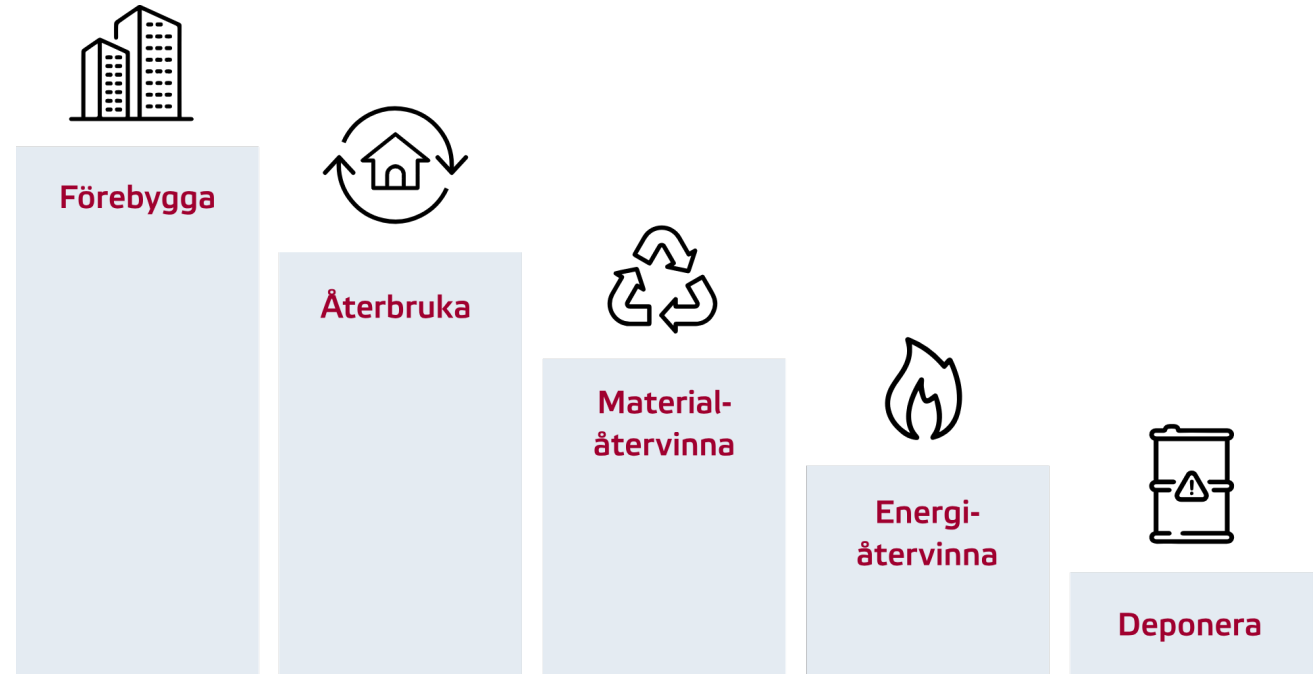 Förebygga
Återbruka
Material-
återvinna
Energi-
återvinna
Deponera